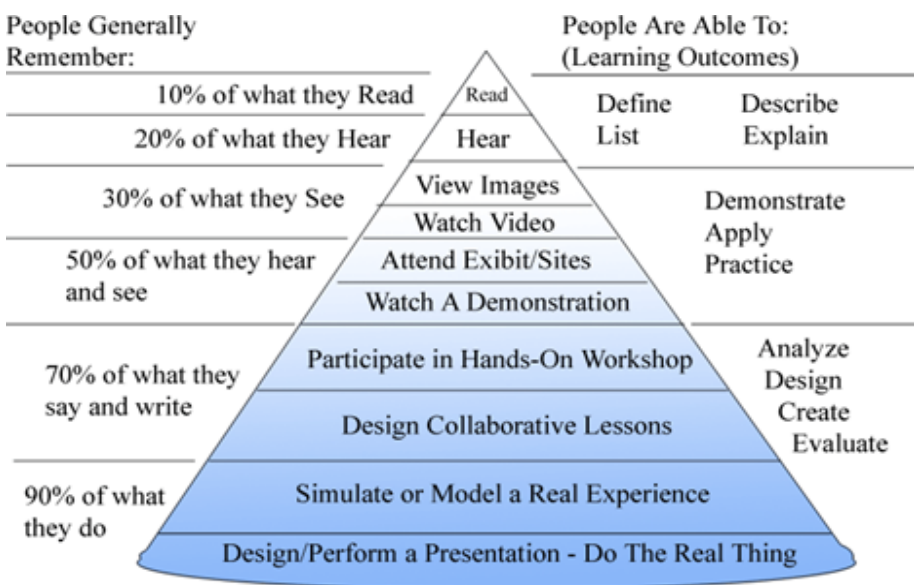 People Generally
Remember:
10% of what they Read
20% of what they Hear
30% of what they See
50% of what they hear
and see
70% of what they
say and write
90% of what
they do
Read
Hear
View Images
Watch Video
Attend Exibit/Sites
Watch A Demonstration
Participate in Hands-On Workshop
Design Collaborative Lessons
Simulate or Model a Real Experience
Design/Perform a Presentation - Do The Real Thing
People Are Able To:
(Learning Outcomes)
Define Describe
List Explain
Demonstrate
Apply
Practice
Analyze
Design
Create
Evaluate